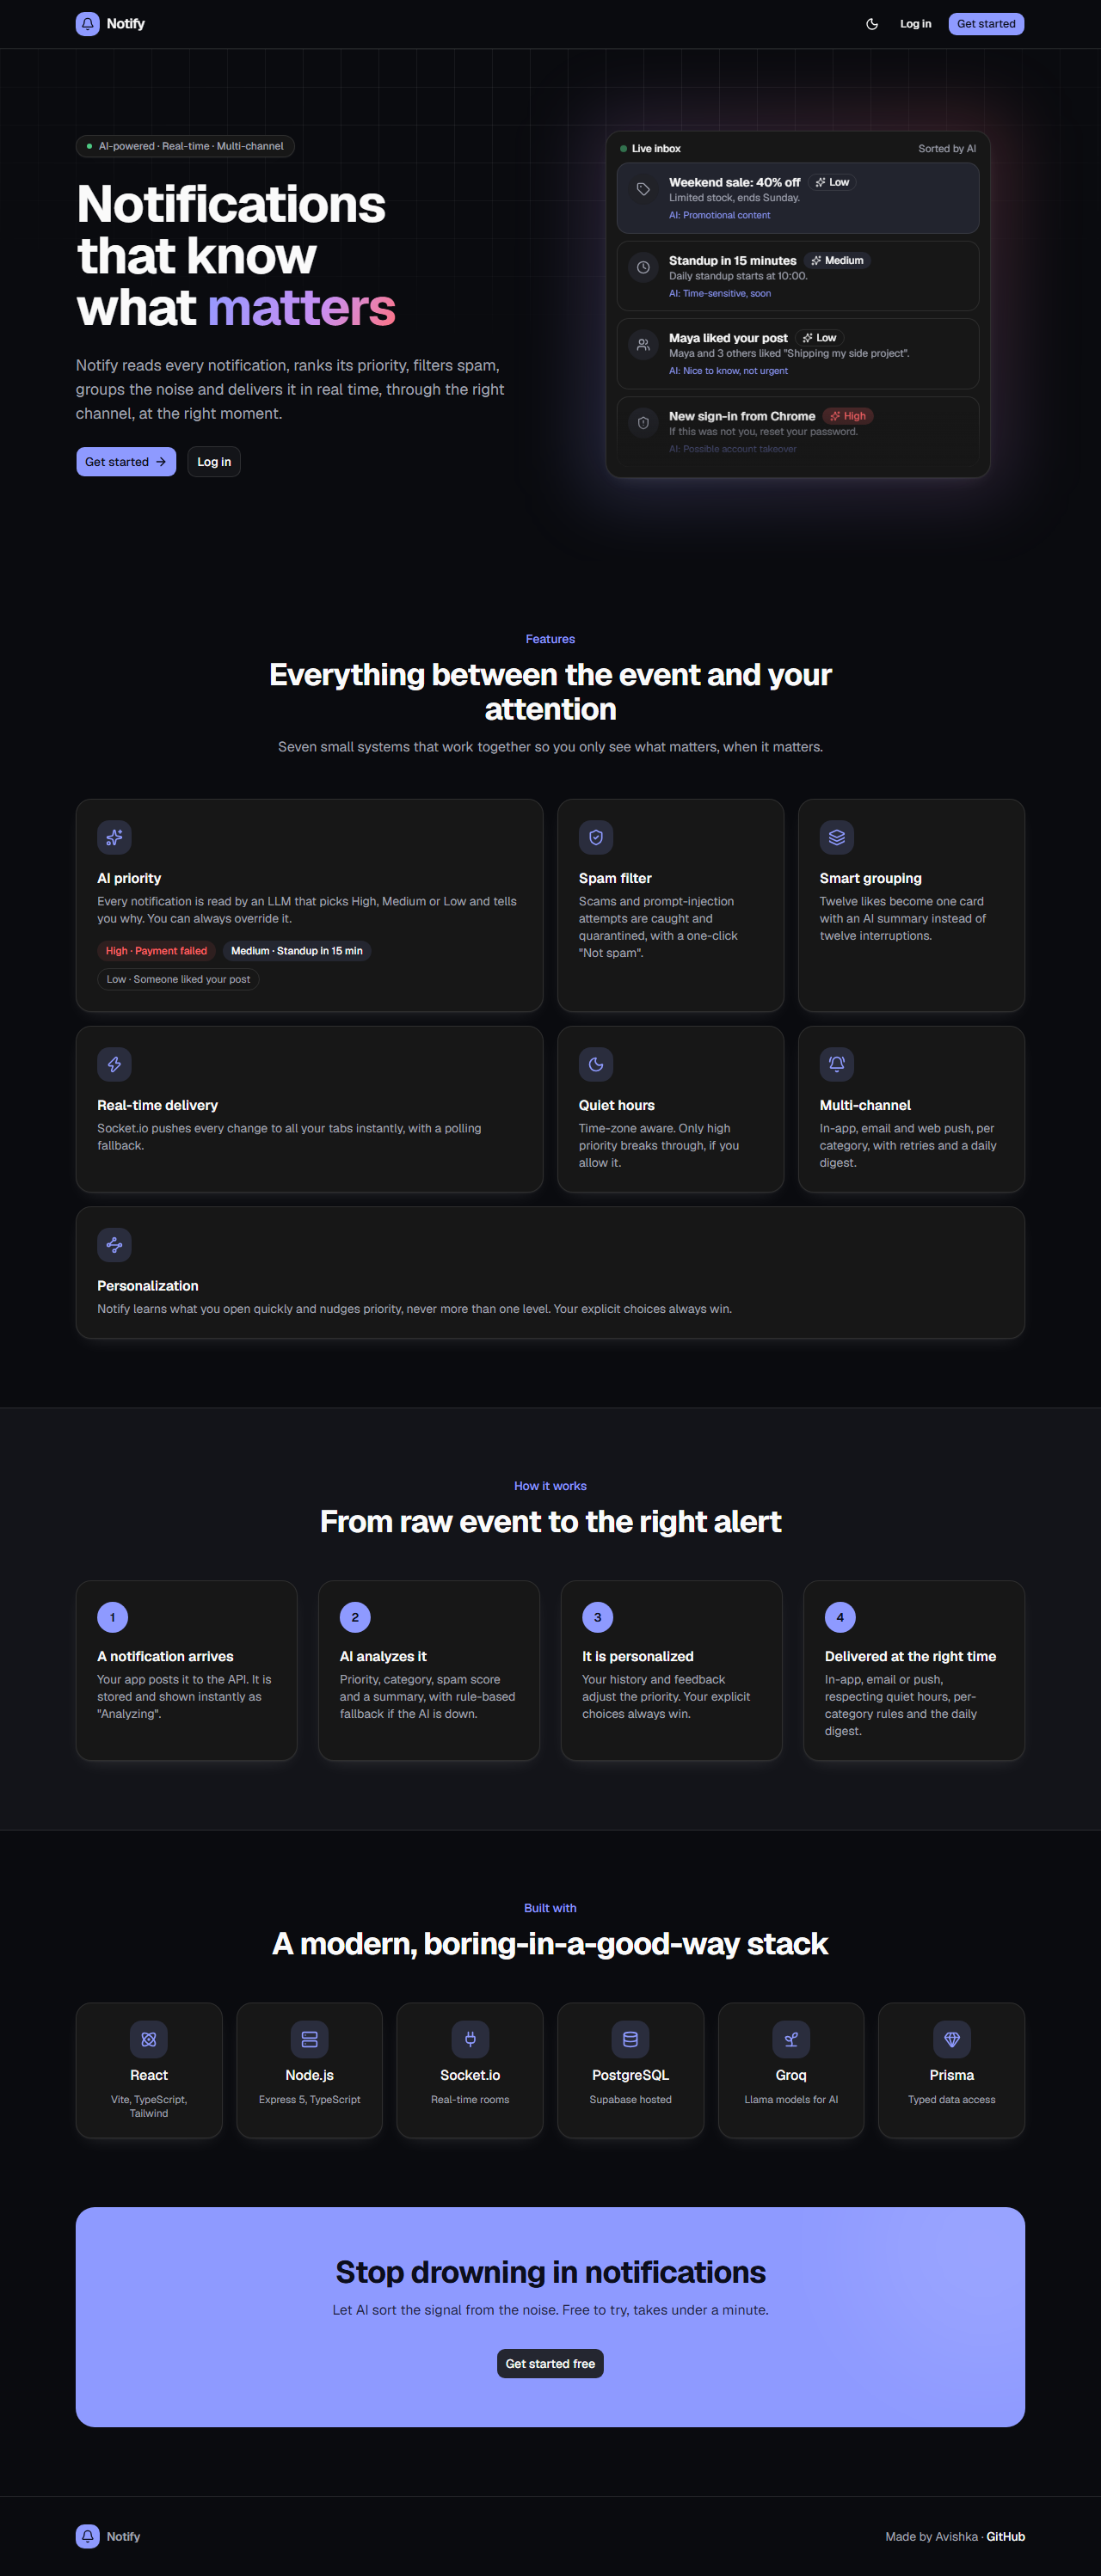 Notify
Log in
Get started
AI-powered · Real-time · Multi-channel
Notifications
that know
what matters
Notify reads every notification, ranks its priority, filters spam,
groups the noise and delivers it in real time, through the right
channel, at the right moment.
Get started
Log in
Live inbox
Sorted by AI
Weekend sale: 40% off
Low
Limited stock, ends Sunday.
AI: Promotional content
Standup in 15 minutes
Medium
Daily standup starts at 10:00.
AI: Time-sensitive, soon
Maya liked your post
Low
Maya and 3 others liked "Shipping my side project".
AI: Nice to know, not urgent
New sign-in from Chrome
High
If this was not you, reset your password.
AI: Possible account takeover
Features
Everything between the event and your
attention
Seven small systems that work together so you only see what matters, when it matters.
AI priority
Every notification is read by an LLM that picks High, Medium or Low and tells
you why. You can always override it.
High · Payment failed
Medium · Standup in 15 min
Low · Someone liked your post
Spam filter
Scams and prompt-injection
attempts are caught and
quarantined, with a one-click
"Not spam".
Smart grouping
Twelve likes become one card
with an AI summary instead of
twelve interruptions.
Real-time delivery
Socket.io pushes every change to all your tabs instantly, with a polling
fallback.
Quiet hours
Time-zone aware. Only high
priority breaks through, if you
allow it.
Multi-channel
In-app, email and web push, per
category, with retries and a daily
digest.
Personalization
Notify learns what you open quickly and nudges priority, never more than one level. Your explicit choices always win.
How it works
From raw event to the right alert
1
A notification arrives
Your app posts it to the API. It is
stored and shown instantly as
"Analyzing".
2
AI analyzes it
Priority, category, spam score
and a summary, with rule-based
fallback if the AI is down.
3
It is personalized
Your history and feedback
adjust the priority. Your explicit
choices always win.
4
Delivered at the right time
In-app, email or push,
respecting quiet hours, per-
category rules and the daily
digest.
Built with
A modern, boring-in-a-good-way stack
React
Vite, TypeScript,
Tailwind
Node.js
Express 5, TypeScript
Socket.io
Real-time rooms
PostgreSQL
Supabase hosted
Groq
Llama models for AI
Prisma
Typed data access
Stop drowning in notifications
Let AI sort the signal from the noise. Free to try, takes under a minute.
Get started free
Notify
Made by Avishka · GitHub